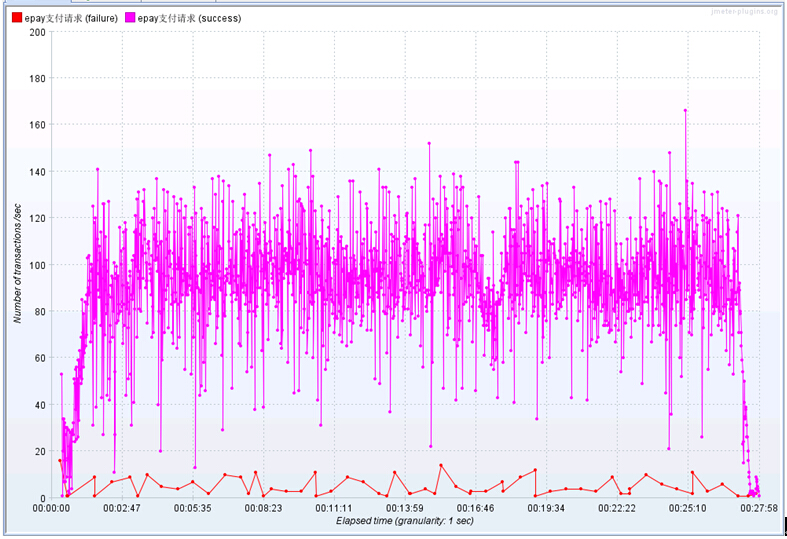 epay支付请求 (failure) epay支付请求 (success)
jmeter-plugins.org
200
180
160
140
120
100
80
60
40
20
0
Number of transactions /sec
00:00:00 00:02:47 00:05:35 00:08:23 00:11:11 00:13:59 00:16:46 00:19:34 00:22:22 00:25:10 00:27:58
Elapsed time (granularity: 1 sec)